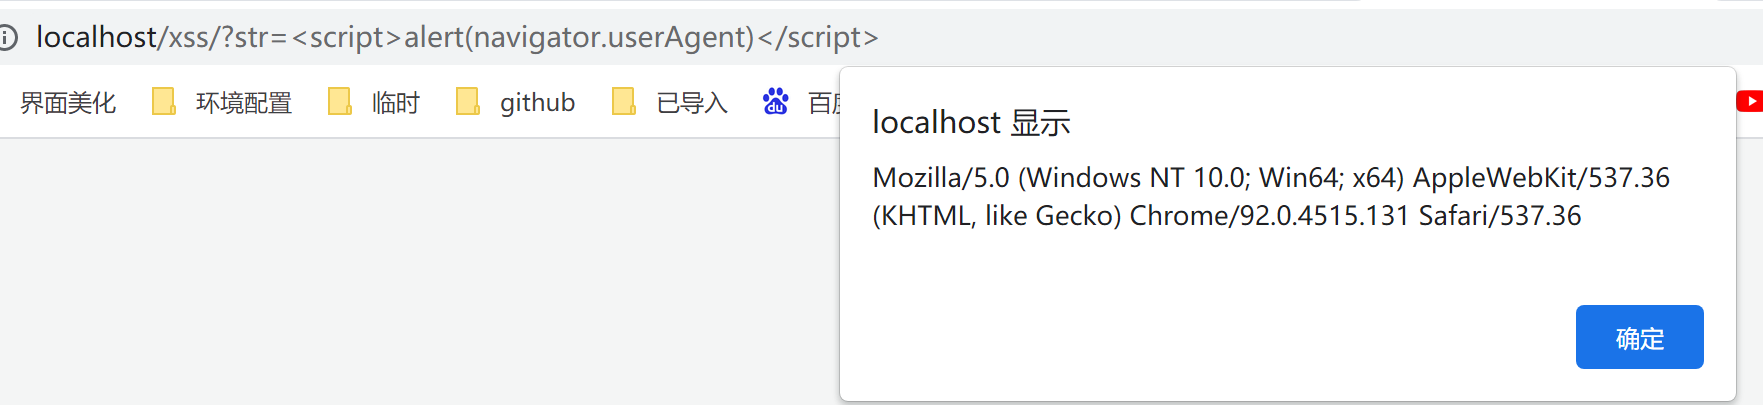 localhost/xss/?str=<script>alert(navigator.userAgent)</script>
界面美化 环境配置 临时 github 已导入 du 百度
localhost 显示
Mozilla/5.0 (Windows NT 10.0; Win64; x64) AppleWebKit/537.36
(KHTML, like Gecko) Chrome/92.0.4515.131 Safari/537.36
确定